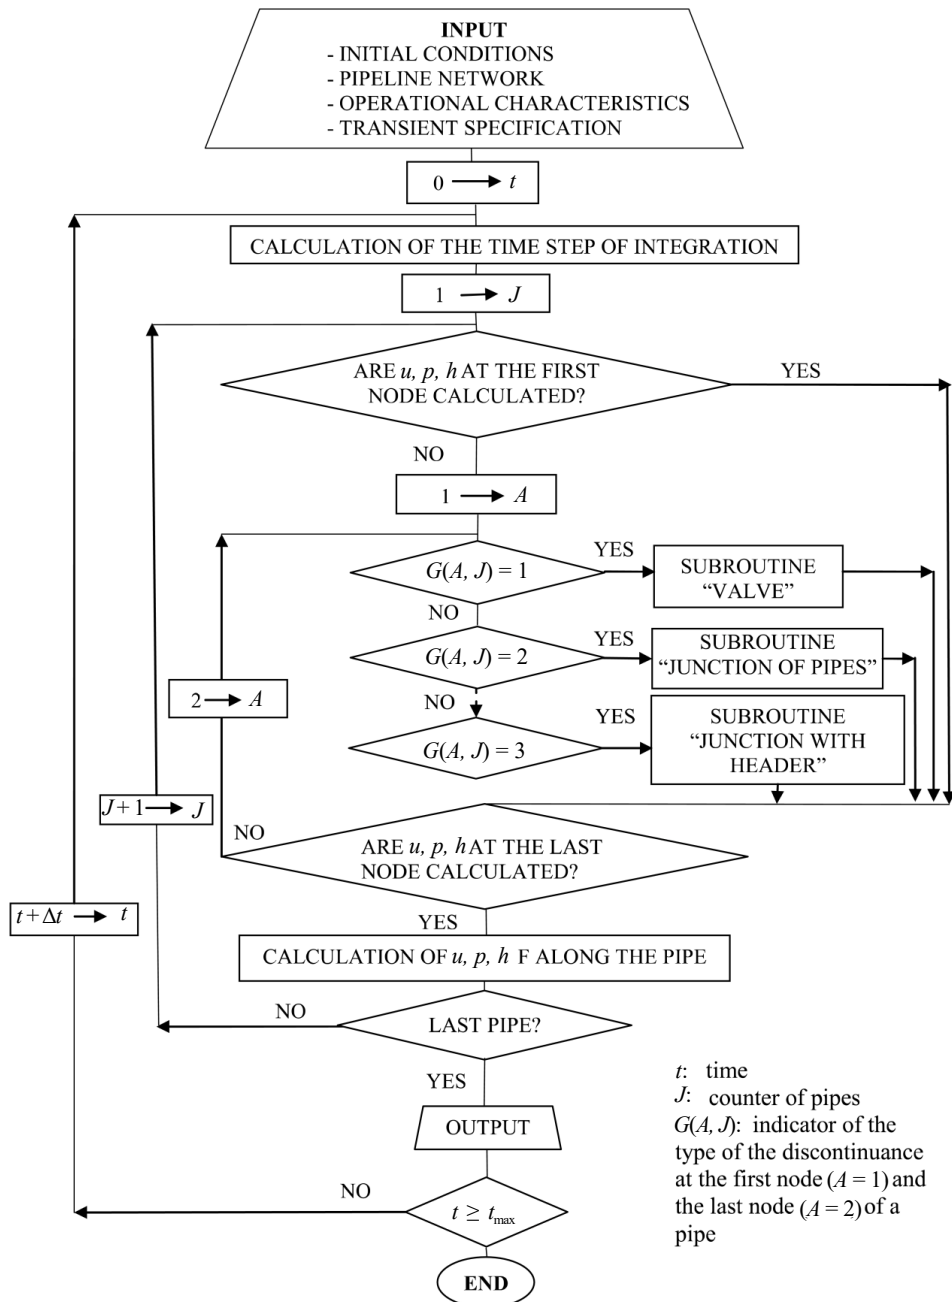 INPUT
- INITIAL CONDITIONS
- PIPELINE NETWORK
- OPERATIONAL CHARACTERISTICS
- TRANSIENT SPECIFICATION
0 → t
CALCULATION OF THE TIME STEP OF INTEGRATION
1 → J
ARE u, p, h AT THE FIRST
NODE CALCULATED?
YES
NO
1 → A
G(A, J) = 1
YES
SUBROUTINE
“VALVE”
NO
G(A, J) = 2
YES
SUBROUTINE
“JUNCTION OF PIPES”
2 → A
NO
G(A, J) = 3
YES
SUBROUTINE
“JUNCTION WITH
HEADER”
J + 1 → J
NO
ARE u, p, h AT THE LAST
NODE CALCULATED?
t + Δt → t
YES
CALCULATION OF u, p, h F ALONG THE PIPE
NO
LAST PIPE?
YES
OUTPUT
NO
t ≥ tmax
END
t: time
J: counter of pipes
G(A, J): indicator of the
type of the discontinuance
at the first node (A = 1) and
the last node (A = 2) of a
pipe